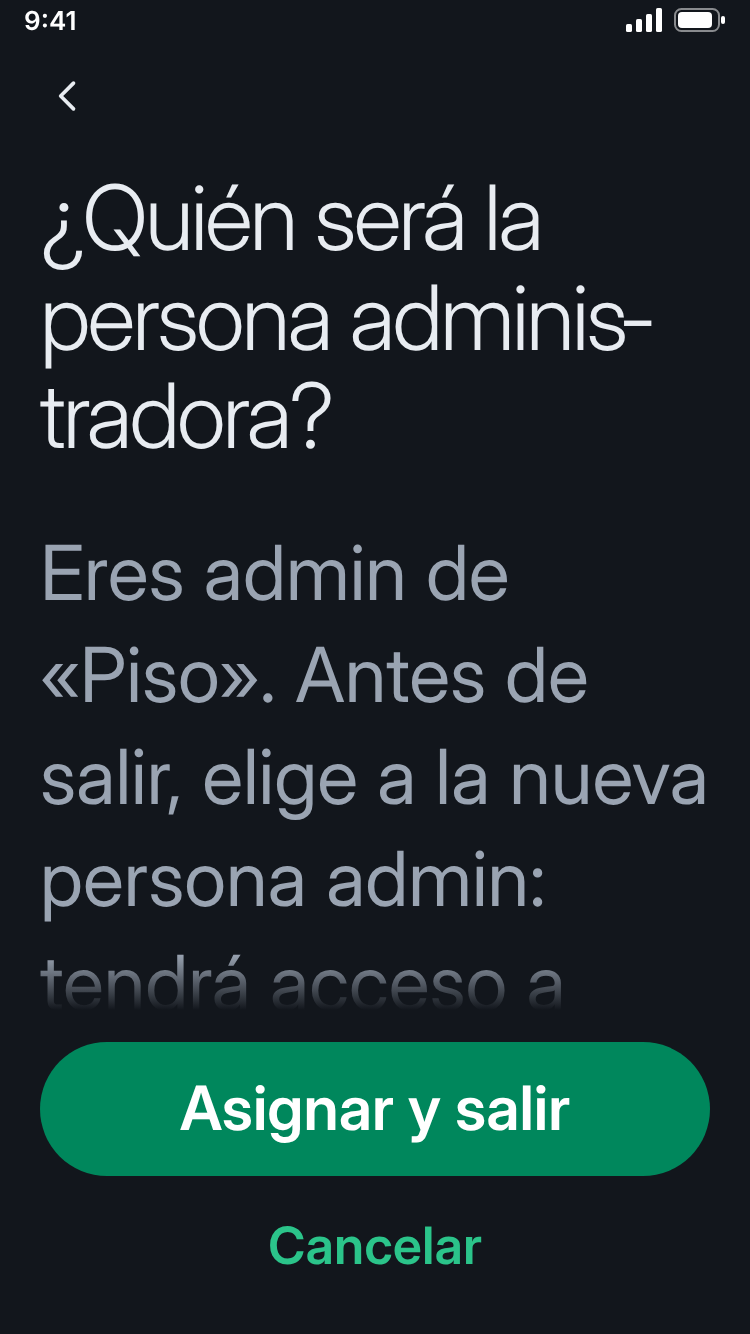 9:41
¿Quién será la
persona adminis-
tradora?
Eres admin de
«Piso». Antes de
salir, elige a la nueva
persona admin:
tendrá acceso a
Asignar y salir
Cancelar